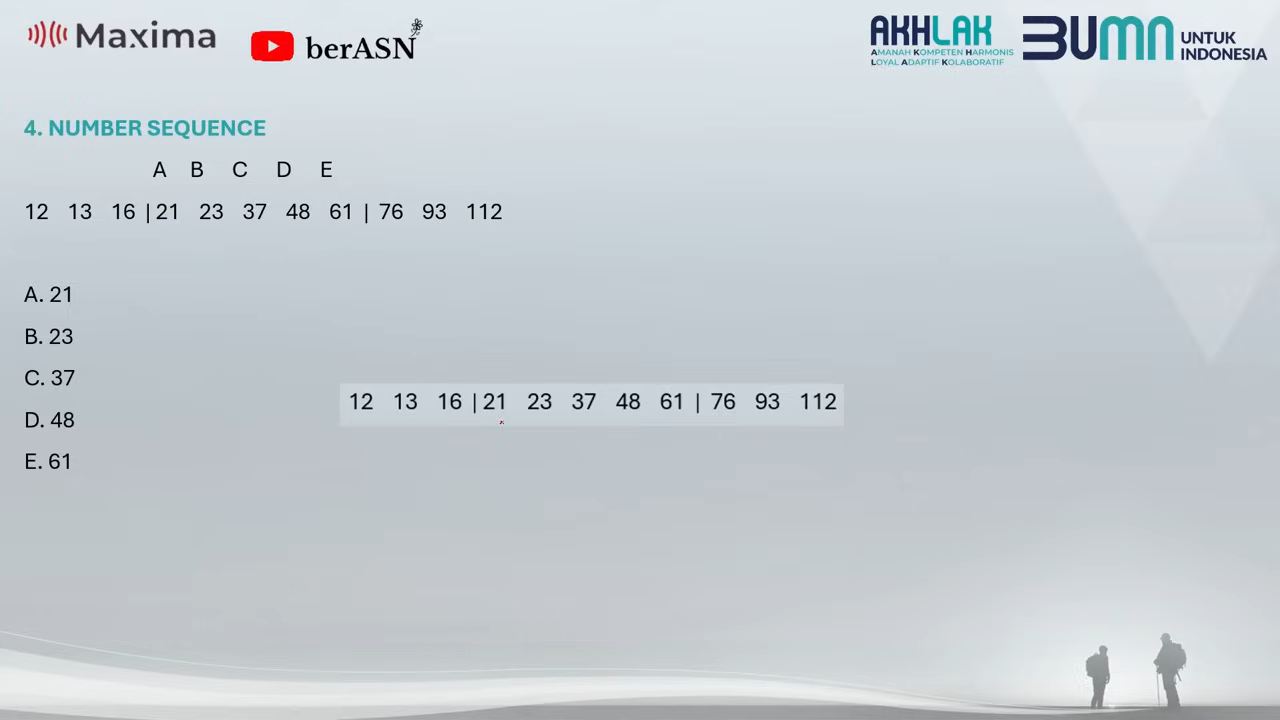 Maxima
berASN
AKHLAK
AMANAH KOMPETEN HARMONIS
LOYAL ADAPTIF KOLABORATIF
BUMN
UNTUK
INDONESIA
4. NUMBER SEQUENCE
A B C D E
12 13 16 | 21 23 37 48 61 | 76 93 112
A. 21
B. 23
C. 37
D. 48
E. 61
12 13 16 | 21 23 37 48 61 | 76 93 112